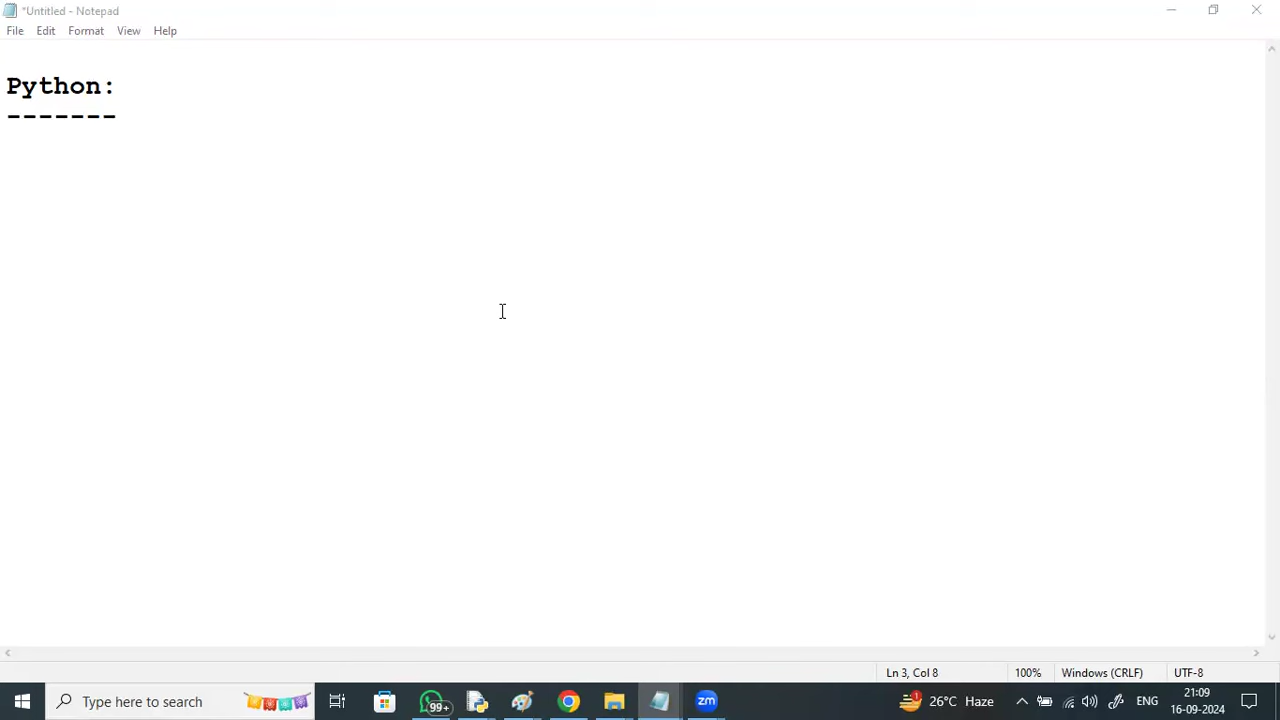 *Untitled - Notepad
File Edit Format View Help
Python:
-------
Ln 3, Col 8 100% Windows (CRLF) UTF-8
Type here to search 99+ zm 1 26°C Haze ENG 21:09
16-09-2024